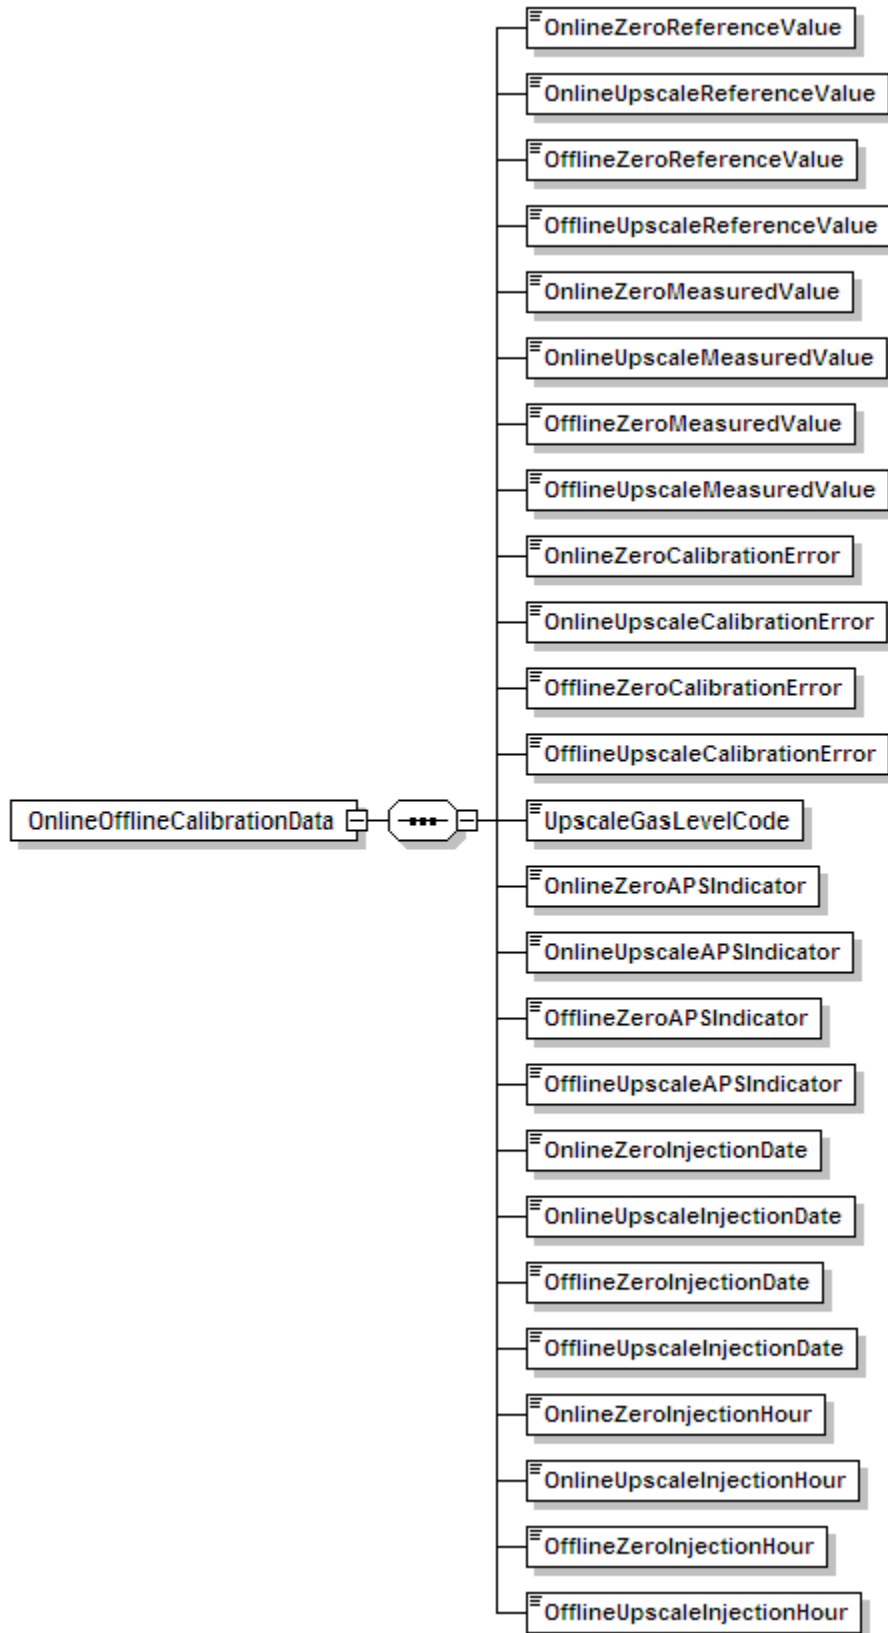 OnlineZeroReferenceValue
OnlineUpscaleReferenceValue
OfflineZeroReferenceValue
OfflineUpscaleReferenceValue
OnlineZeroMeasuredValue
OnlineUpscaleMeasuredValue
OfflineZeroMeasuredValue
OfflineUpscaleMeasuredValue
OnlineZeroCalibrationError
OnlineUpscaleCalibrationError
OfflineZeroCalibrationError
OfflineUpscaleCalibrationError
OnlineOfflineCalibrationData
UpscaleGasLevelCode
OnlineZeroAPSIndicator
OnlineUpscaleAPSIndicator
OfflineZeroAPSIndicator
OfflineUpscaleAPSIndicator
OnlineZeroInjectionDate
OnlineUpscaleInjectionDate
OfflineZeroInjectionDate
OfflineUpscaleInjectionDate
OnlineZeroInjectionHour
OnlineUpscaleInjectionHour
OfflineZeroInjectionHour
OfflineUpscaleInjectionHour